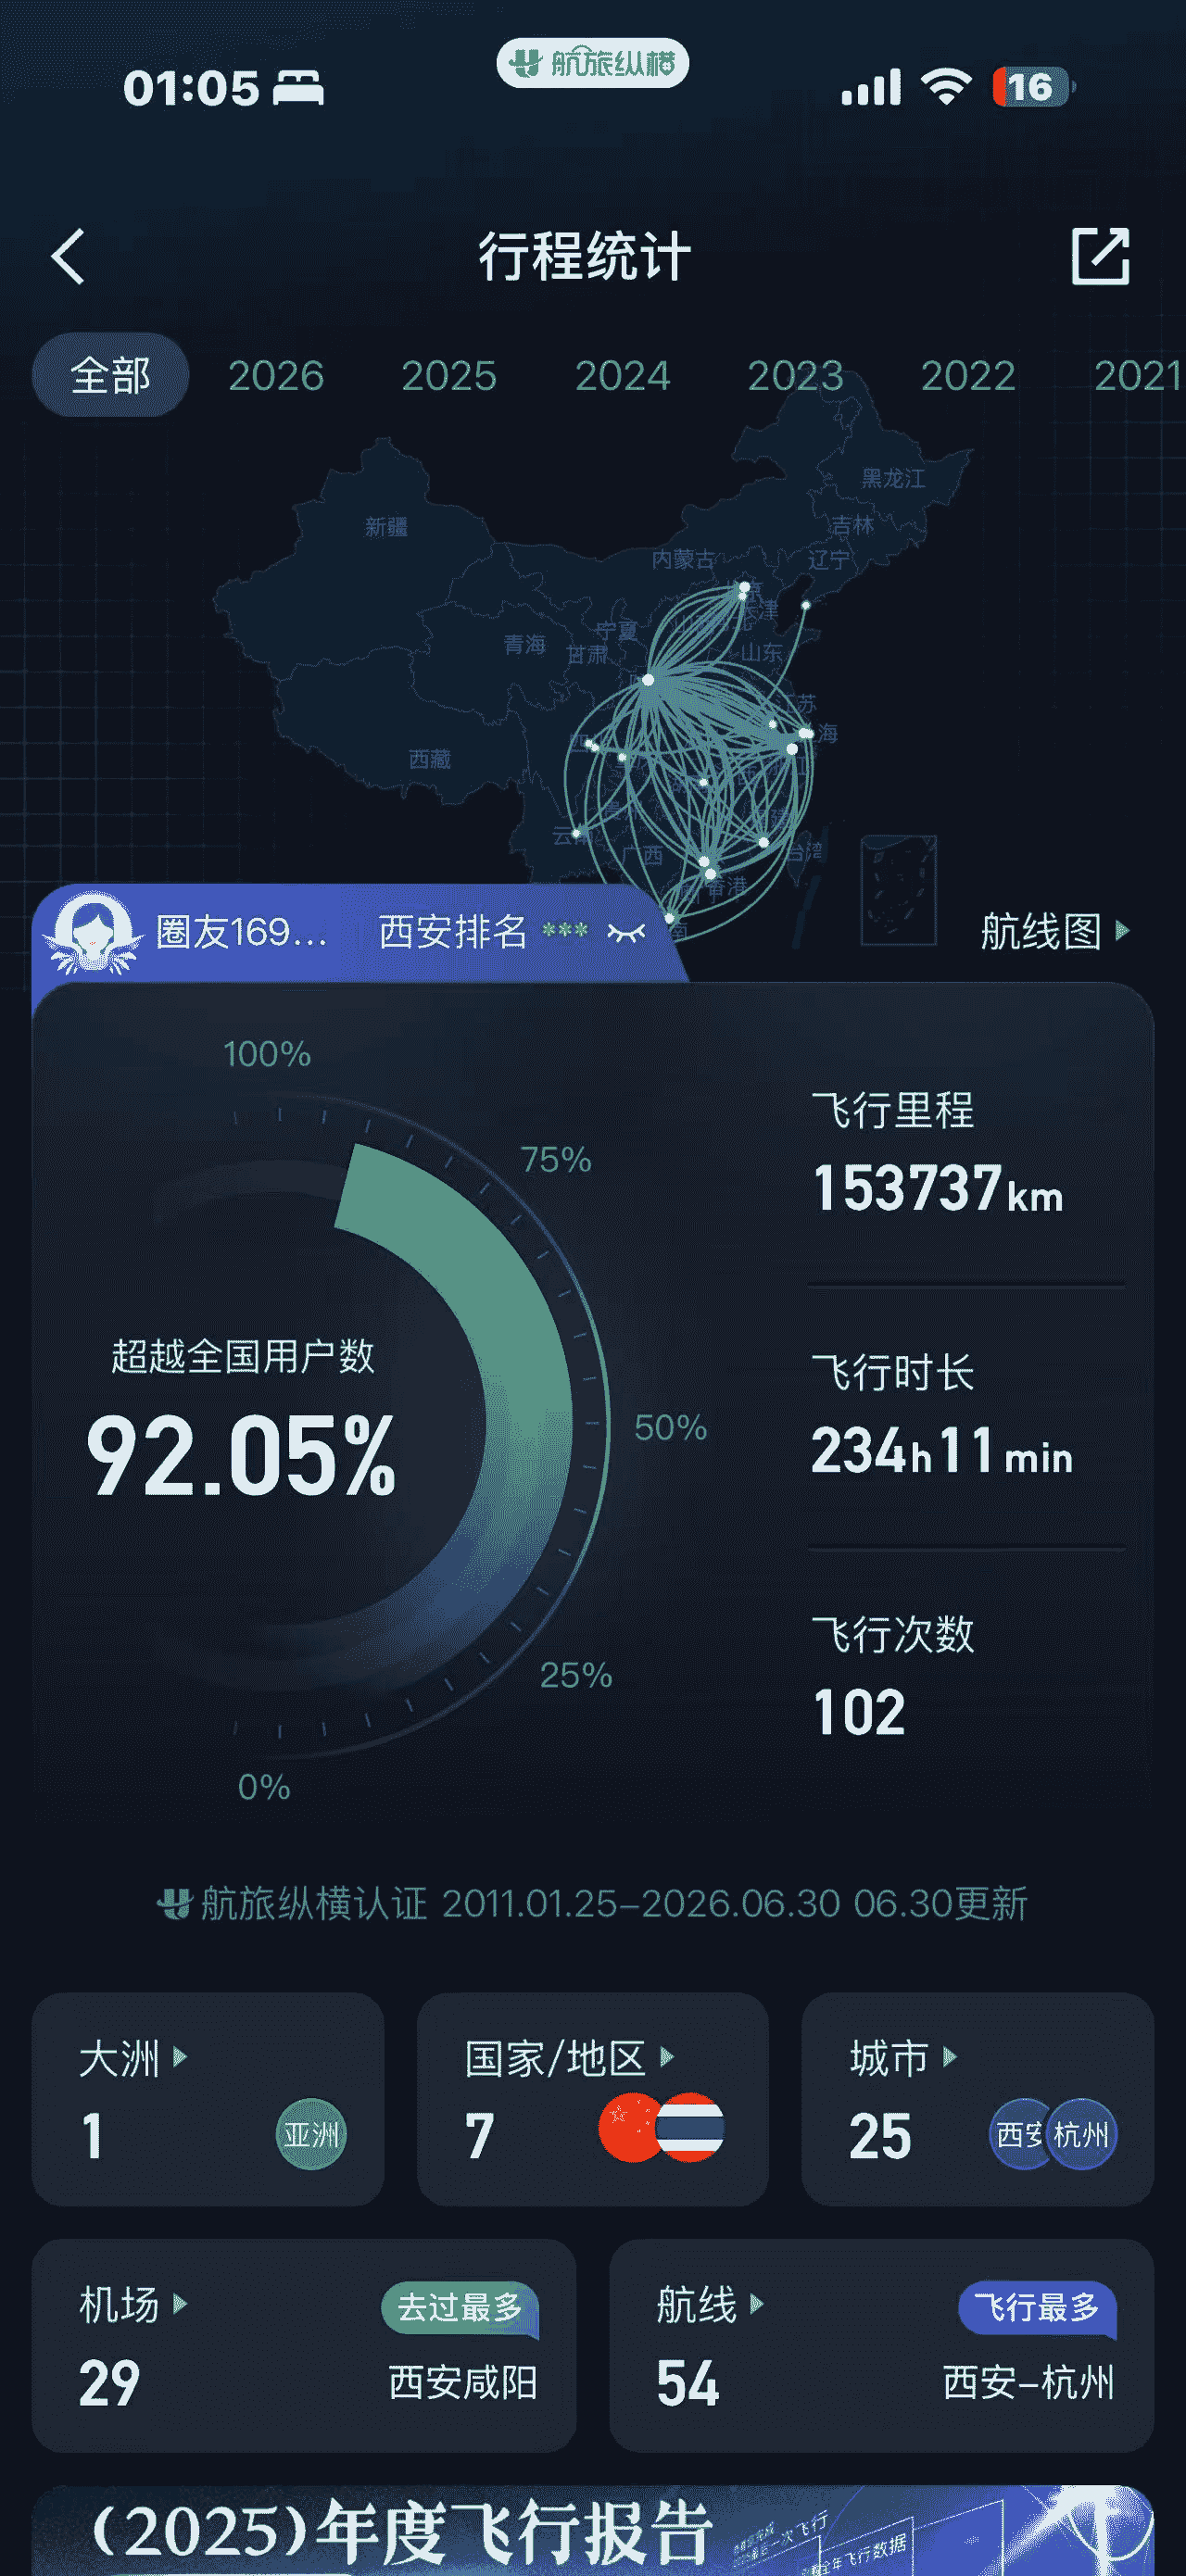 01:05
航旅纵横
16
行程统计
全部 2026 2025 2024 2023 2022 2021
黑龙江
新疆
吉林
内蒙古
辽宁
宁夏
青海
甘肃
山东
西藏
广西
香港
台湾
圈友169... 西安排名 ***
航线图
100%
75%
50%
25%
0%
超越全国用户数
92.05%
飞行里程
153737km
飞行时长
234h11min
飞行次数
102
航旅纵横认证 2011.01.25–2026.06.30 06.30更新
大洲
1
亚洲
国家/地区
7
城市
25
杭州
机场
去过最多
29
西安咸阳
航线
飞行最多
54
西安–杭州
(2025)年度飞行报告